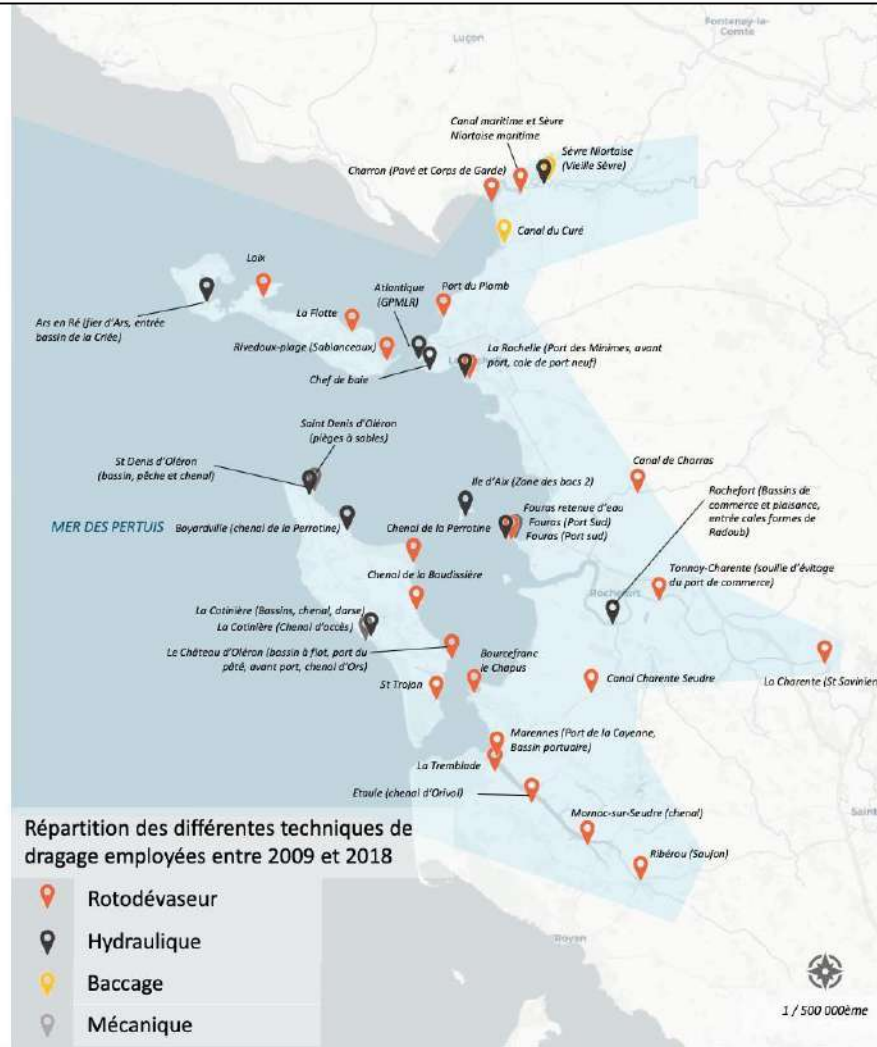 Luçon
Fontenay-le-
Comte
Canal maritime et Sèvre
Niortaise maritime
Sèvre Niortaise
(Vieille Sèvre)
Charron (Pavé et Corps de Garde)
Canal du Curé
Loix
Atlantique
(GPMLR)
Port du Plomb
La Flotte
Ars en Ré (fier d'Ars, entrée
bassin de la Criée)
Rivedoux-plage (Sablanceaux)
La Rochelle (Port des Minimes, avant
port, cale de port neuf)
Chef de baie
Saint Denis d'Oléron
(pièges à sables)
St Denis d'Oléron
(bassin, pêche et chenal)
Canal de Charras
Ile d'Aix (Zone des bacs 2)
Rochefort (Bassins de
commerce et plaisance,
entrée cales formes de
Radoub)
MER DES PERTUIS
Boyardville (chenal de la Perrotine)
Chenal de la Perrotine
Fouras retenue d'eau
Fouras (Port Sud)
Fouras (Port sud)
Chenal de la Baudissière
Tonnay-Charente (souille d'évitage
du port de commerce)
Rochefort
La Cotinière (Bassins, chenal, darse)
La Cotinière (Chenal d'accès)
Le Château d'Oléron (bassin à flot, port du
pâté, avant port, chenal d'Ors)
Bourcefranc
le Chapus
St Trojan
Canal Charente Seudre
La Charente (St Savinien
Marennes (Port de la Cayenne,
Bassin portuaire)
La Tremblade
Etaule (chenal d'Orivol)
Mornac-sur-Seudre (chenal)
Saint
Ribérou (Saujon)
Royan
Répartition des différentes techniques de
dragage employées entre 2009 et 2018
Rotodévaseur
Hydraulique
Baccage
Mécanique
1 / 500 000ème